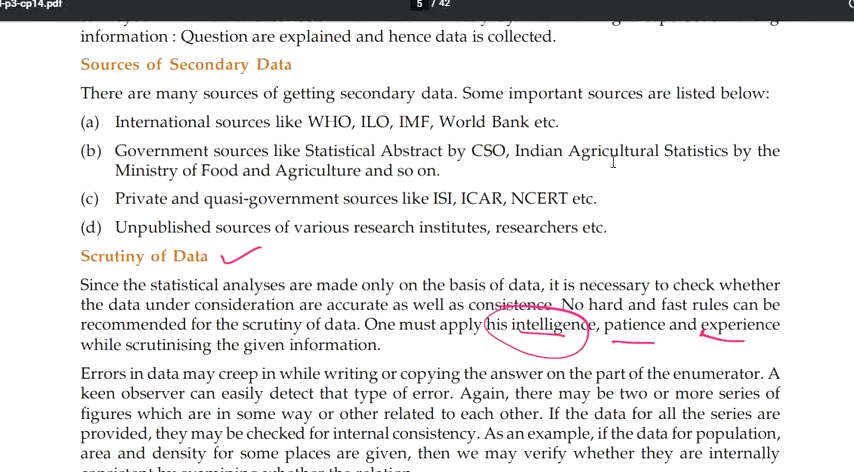 l-p3-cp14.pdf
5 / 42
information : Question are explained and hence data is collected.
Sources of Secondary Data
There are many sources of getting secondary data. Some important sources are listed below:
(a) International sources like WHO, ILO, IMF, World Bank etc.
(b) Government sources like Statistical Abstract by CSO, Indian Agricultural Statistics by the
Ministry of Food and Agriculture and so on.
(c) Private and quasi-government sources like ISI, ICAR, NCERT etc.
(d) Unpublished sources of various research institutes, researchers etc.
Scrutiny of Data
Since the statistical analyses are made only on the basis of data, it is necessary to check whether
the data under consideration are accurate as well as consistence. No hard and fast rules can be
recommended for the scrutiny of data. One must apply his intelligence, patience and experience
while scrutinising the given information.
Errors in data may creep in while writing or copying the answer on the part of the enumerator. A
keen observer can easily detect that type of error. Again, there may be two or more series of
figures which are in some way or other related to each other. If the data for all the series are
provided, they may be checked for internal consistency. As an example, if the data for population,
area and density for some places are given, then we may verify whether they are internally